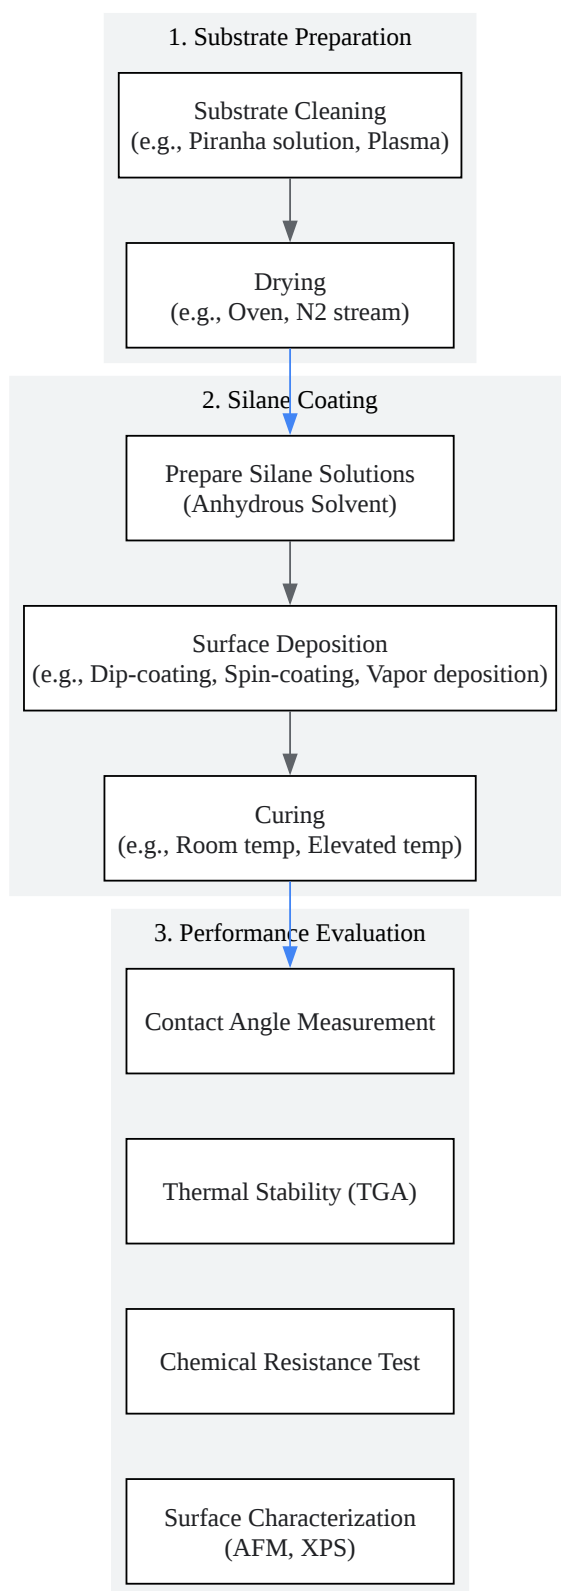 1. Substrate Preparation
Substrate Cleaning
(e.g., Piranha solution, Plasma)
Drying
(e.g., Oven, N2 stream)
2. Silane Coating
Prepare Silane Solutions
(Anhydrous Solvent)
Surface Deposition
(e.g., Dip-coating, Spin-coating, Vapor deposition)
Curing
(e.g., Room temp, Elevated temp)
3. Performance Evaluation
Contact Angle Measurement
Thermal Stability (TGA)
Chemical Resistance Test
Surface Characterization
(AFM, XPS)